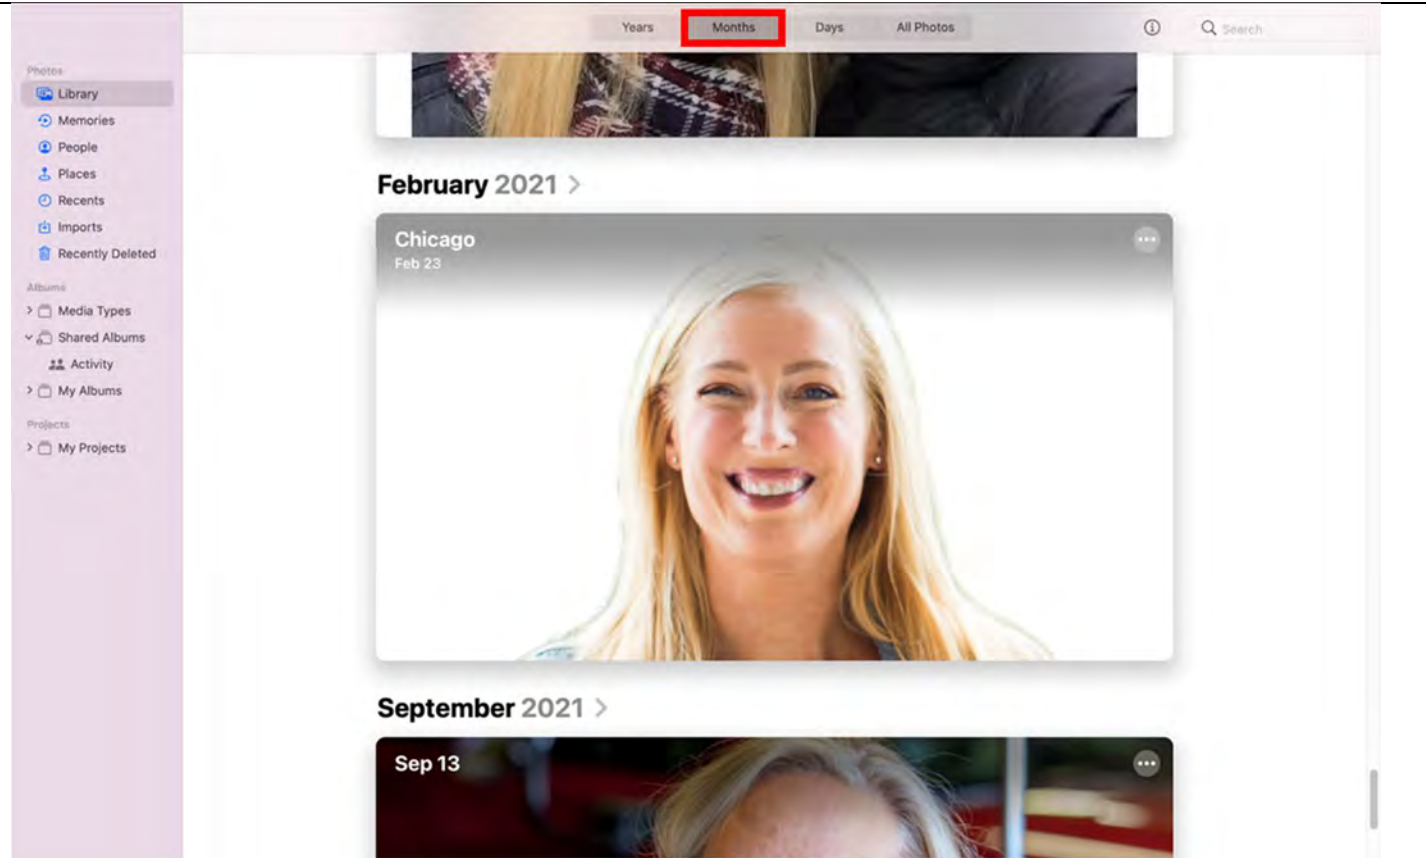 Years Months Days All Photos Search
Photos
Library
Memories
People
Places
Recents
Imports
Recently Deleted
Albums
Media Types
Shared Albums
Activity
My Albums
Projects
My Projects
February 2021 >
Chicago
Feb 23
September 2021 >
Sep 13